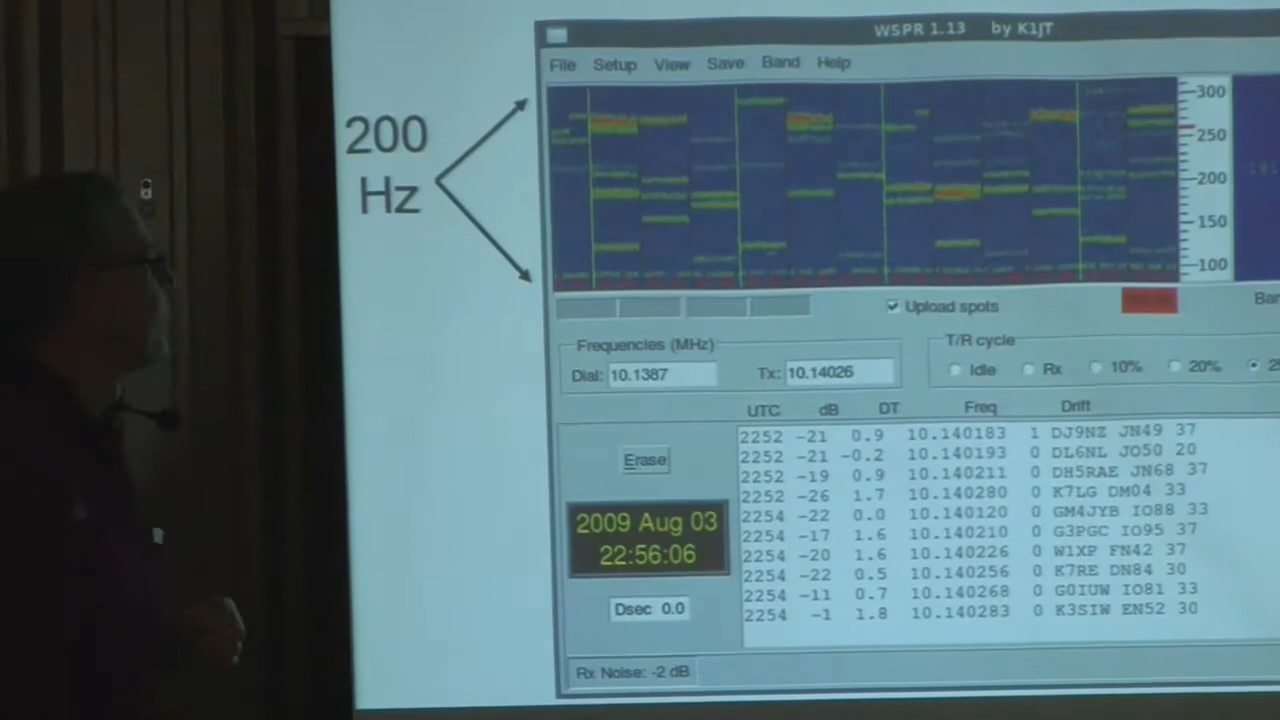 WSPR 1.13 by K1JT
File Setup View Save Band Help
200
Hz
300
250
200
150
100
Upload spots
Frequencies (MHz)
Dial: 10.1387 Tx: 10.14026
T/R cycle
Idle Rx 10% 20%
UTC dB DT Freq Drift
2252 -21 0.9 10.140183 1 DJ9NZ JN49 37
2252 -21 -0.2 10.140193 0 DL6NL JO50 20
2252 -19 0.9 10.140211 0 DH5RAE JN68 37
2252 -26 1.7 10.140280 0 K7LG DM04 33
2254 -22 0.0 10.140120 0 GM4JYB IO88 33
2254 -17 1.6 10.140210 0 G3PGC IO95 37
2254 -20 1.6 10.140226 0 W1XP FN42 37
2254 -22 0.5 10.140256 0 K7RE DN84 30
2254 -11 0.7 10.140268 0 G0IUW IO81 33
2254 -1 1.8 10.140283 0 K3SIW EN52 30
Erase
2009 Aug 03
22:56:06
Dsec 0.0
Rx Noise: -2 dB